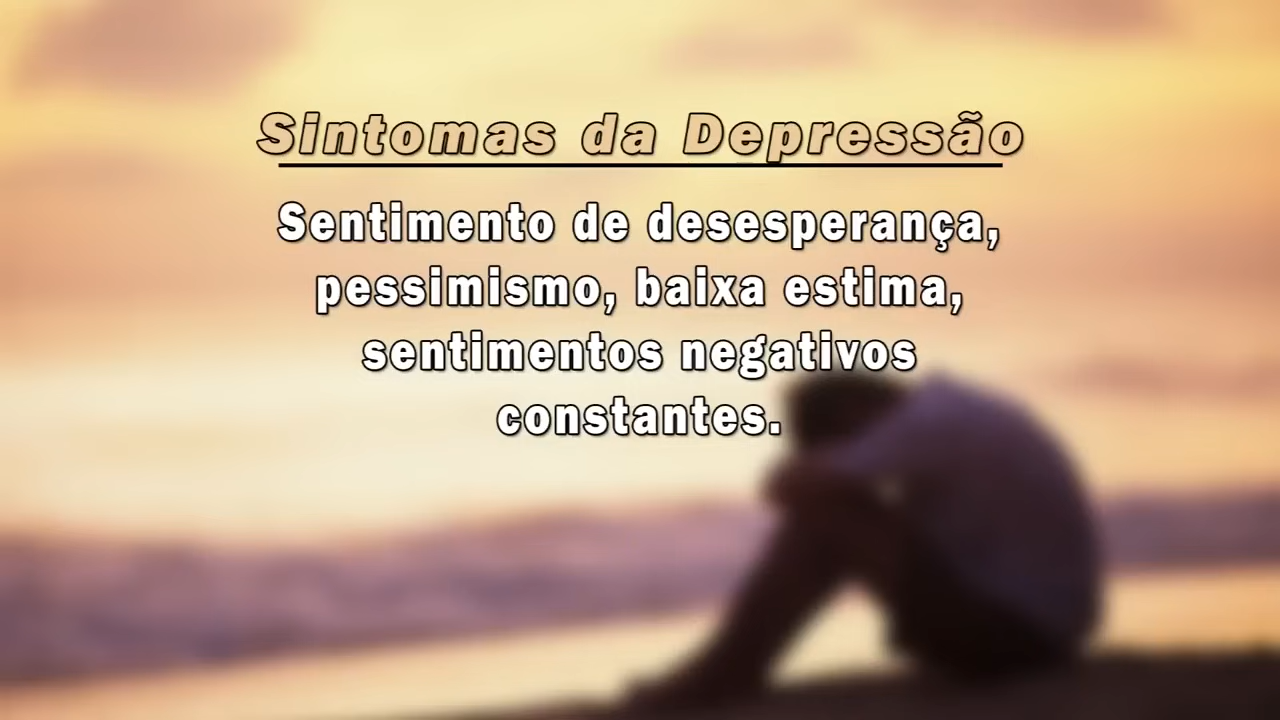 Sintomas da Depressão
Sentimento de desesperança,
pessimismo, baixa estima,
sentimentos negativos
constantes.